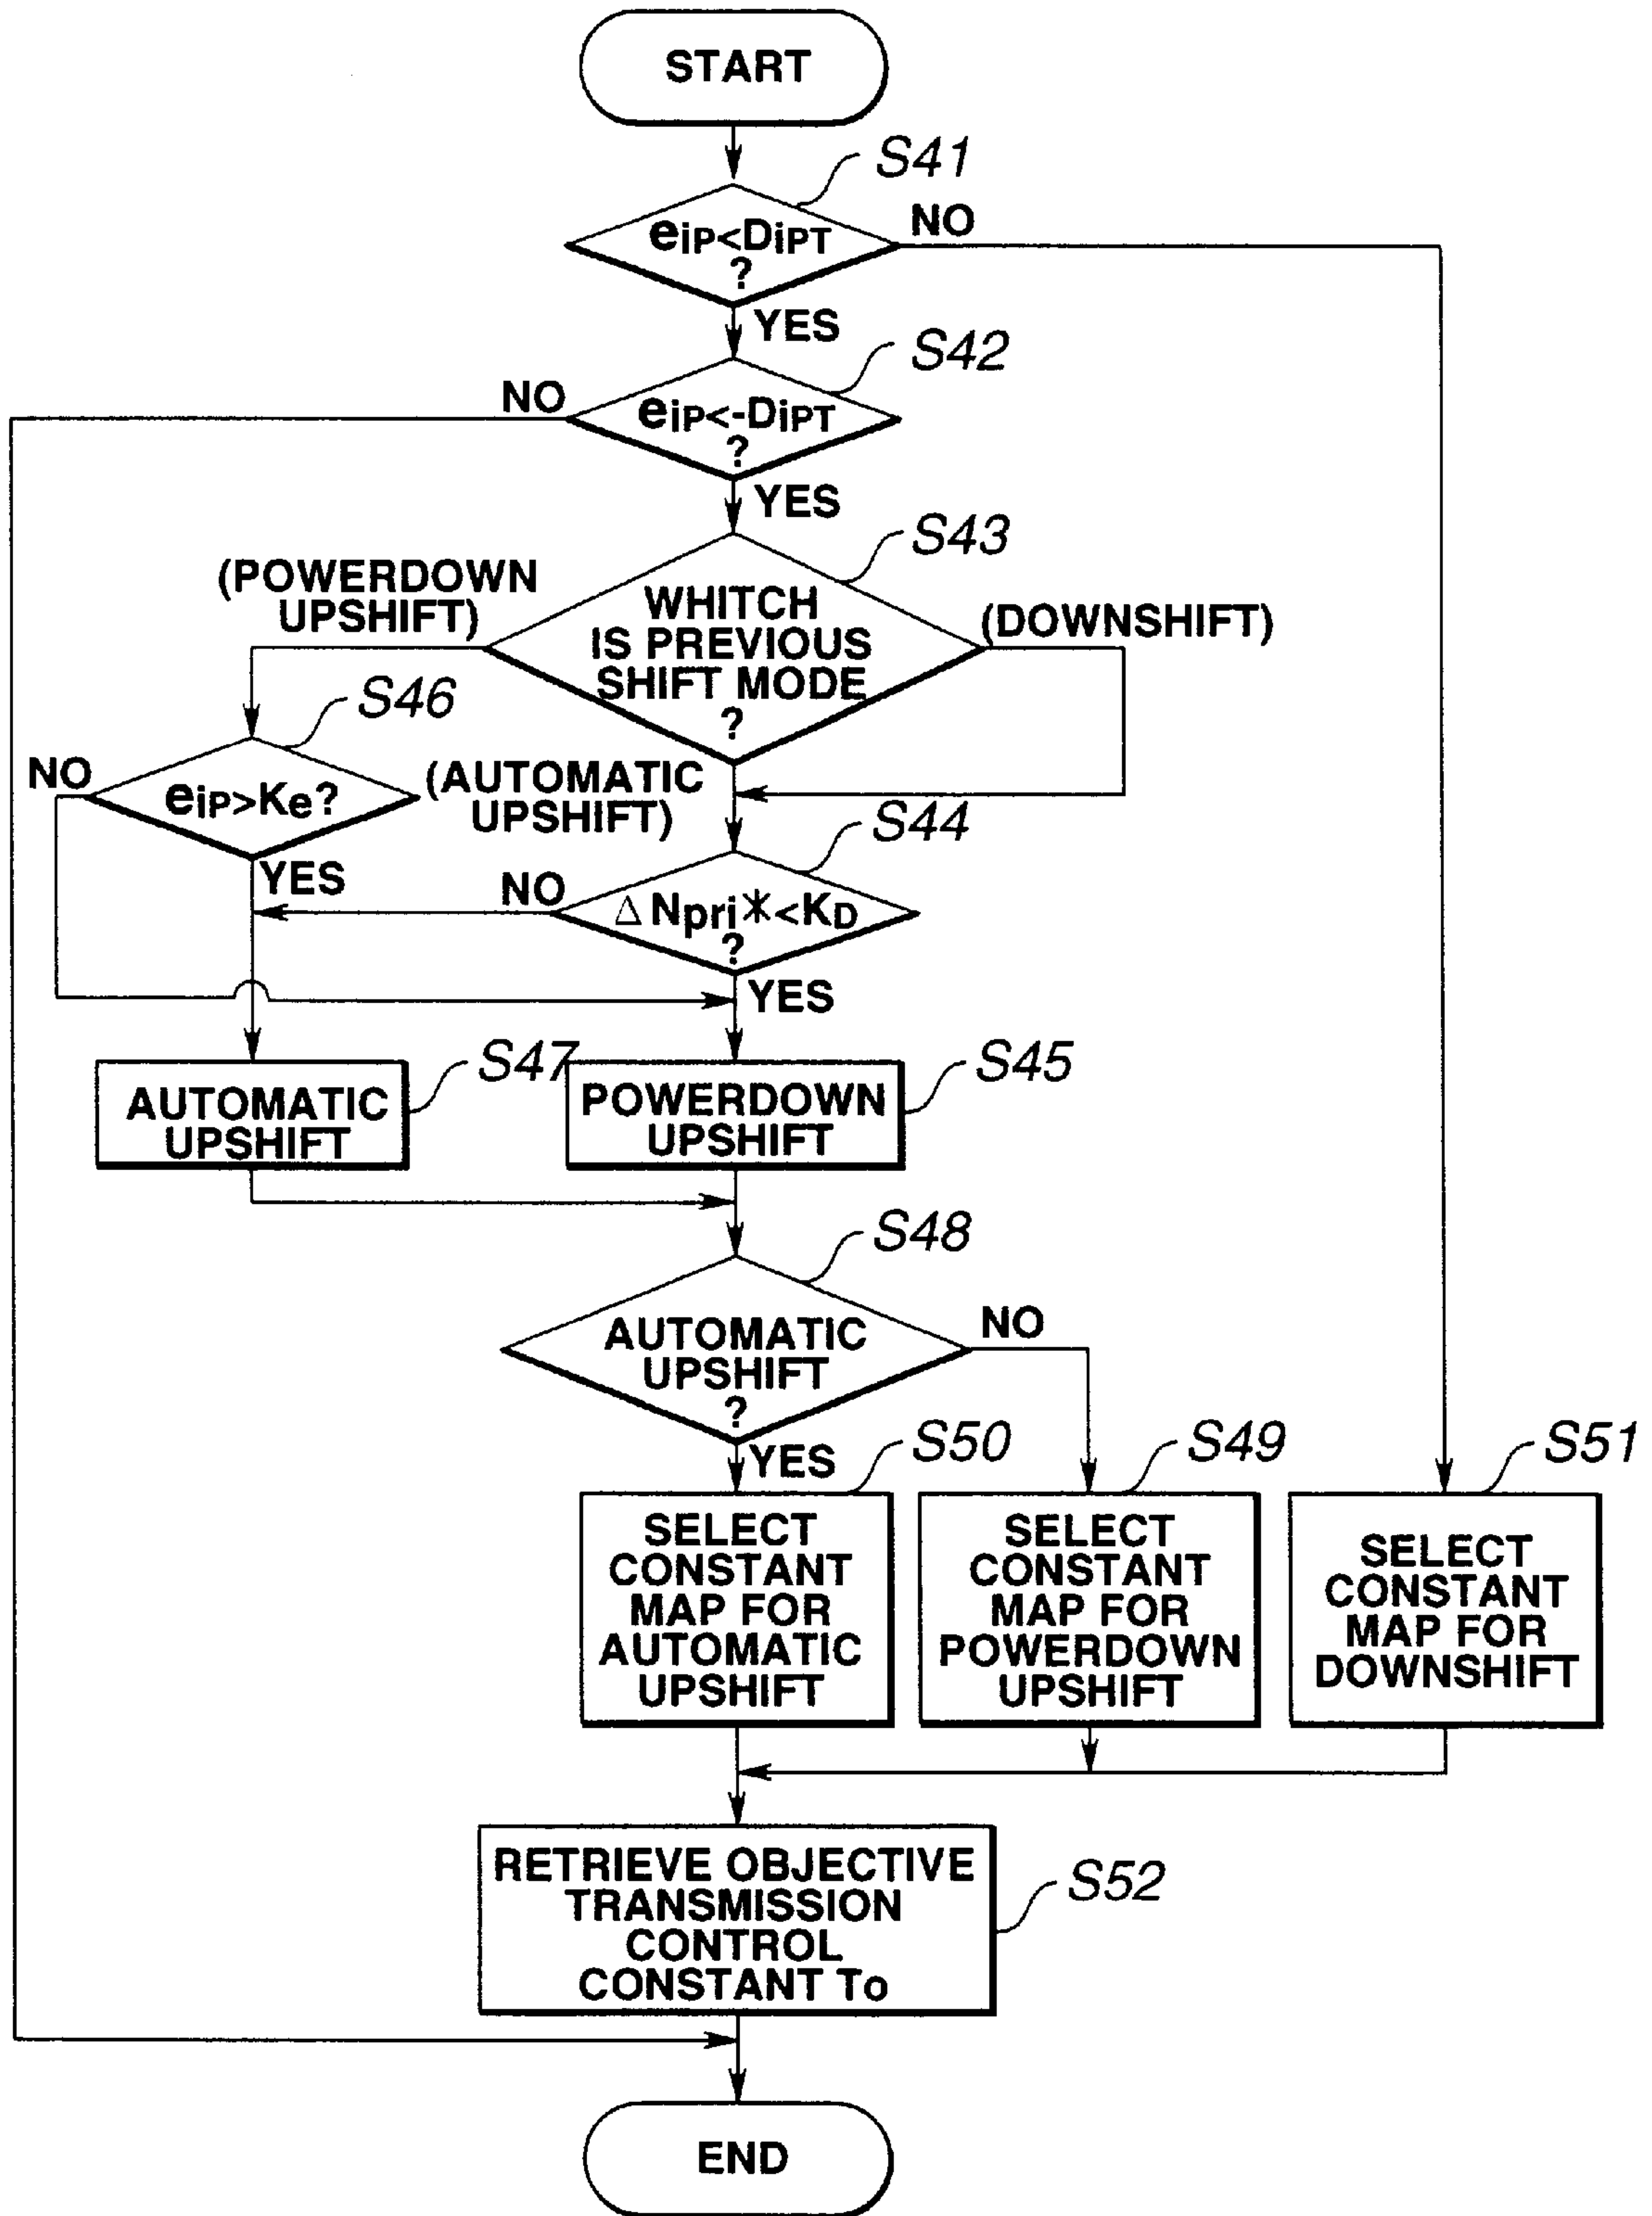 START
S41
eiP<DiPT
?
NO
YES
S42
NO
eiP<-DiPT
?
YES
S43
(POWERDOWN
UPSHIFT)
WHITCH
IS PREVIOUS
SHIFT MODE
?
(DOWNSHIFT)
S46
NO
eiP>Ke?
YES
(AUTOMATIC
UPSHIFT)
S44
NO
△ Npri*<KD
?
YES
S47
AUTOMATIC
UPSHIFT
S45
POWERDOWN
UPSHIFT
S48
AUTOMATIC
UPSHIFT
?
NO
YES
S50
SELECT
CONSTANT
MAP FOR
AUTOMATIC
UPSHIFT
S49
SELECT
CONSTANT
MAP FOR
POWERDOWN
UPSHIFT
S51
SELECT
CONSTANT
MAP FOR
DOWNSHIFT
RETRIEVE OBJECTIVE
TRANSMISSION
CONTROL
CONSTANT To
S52
END